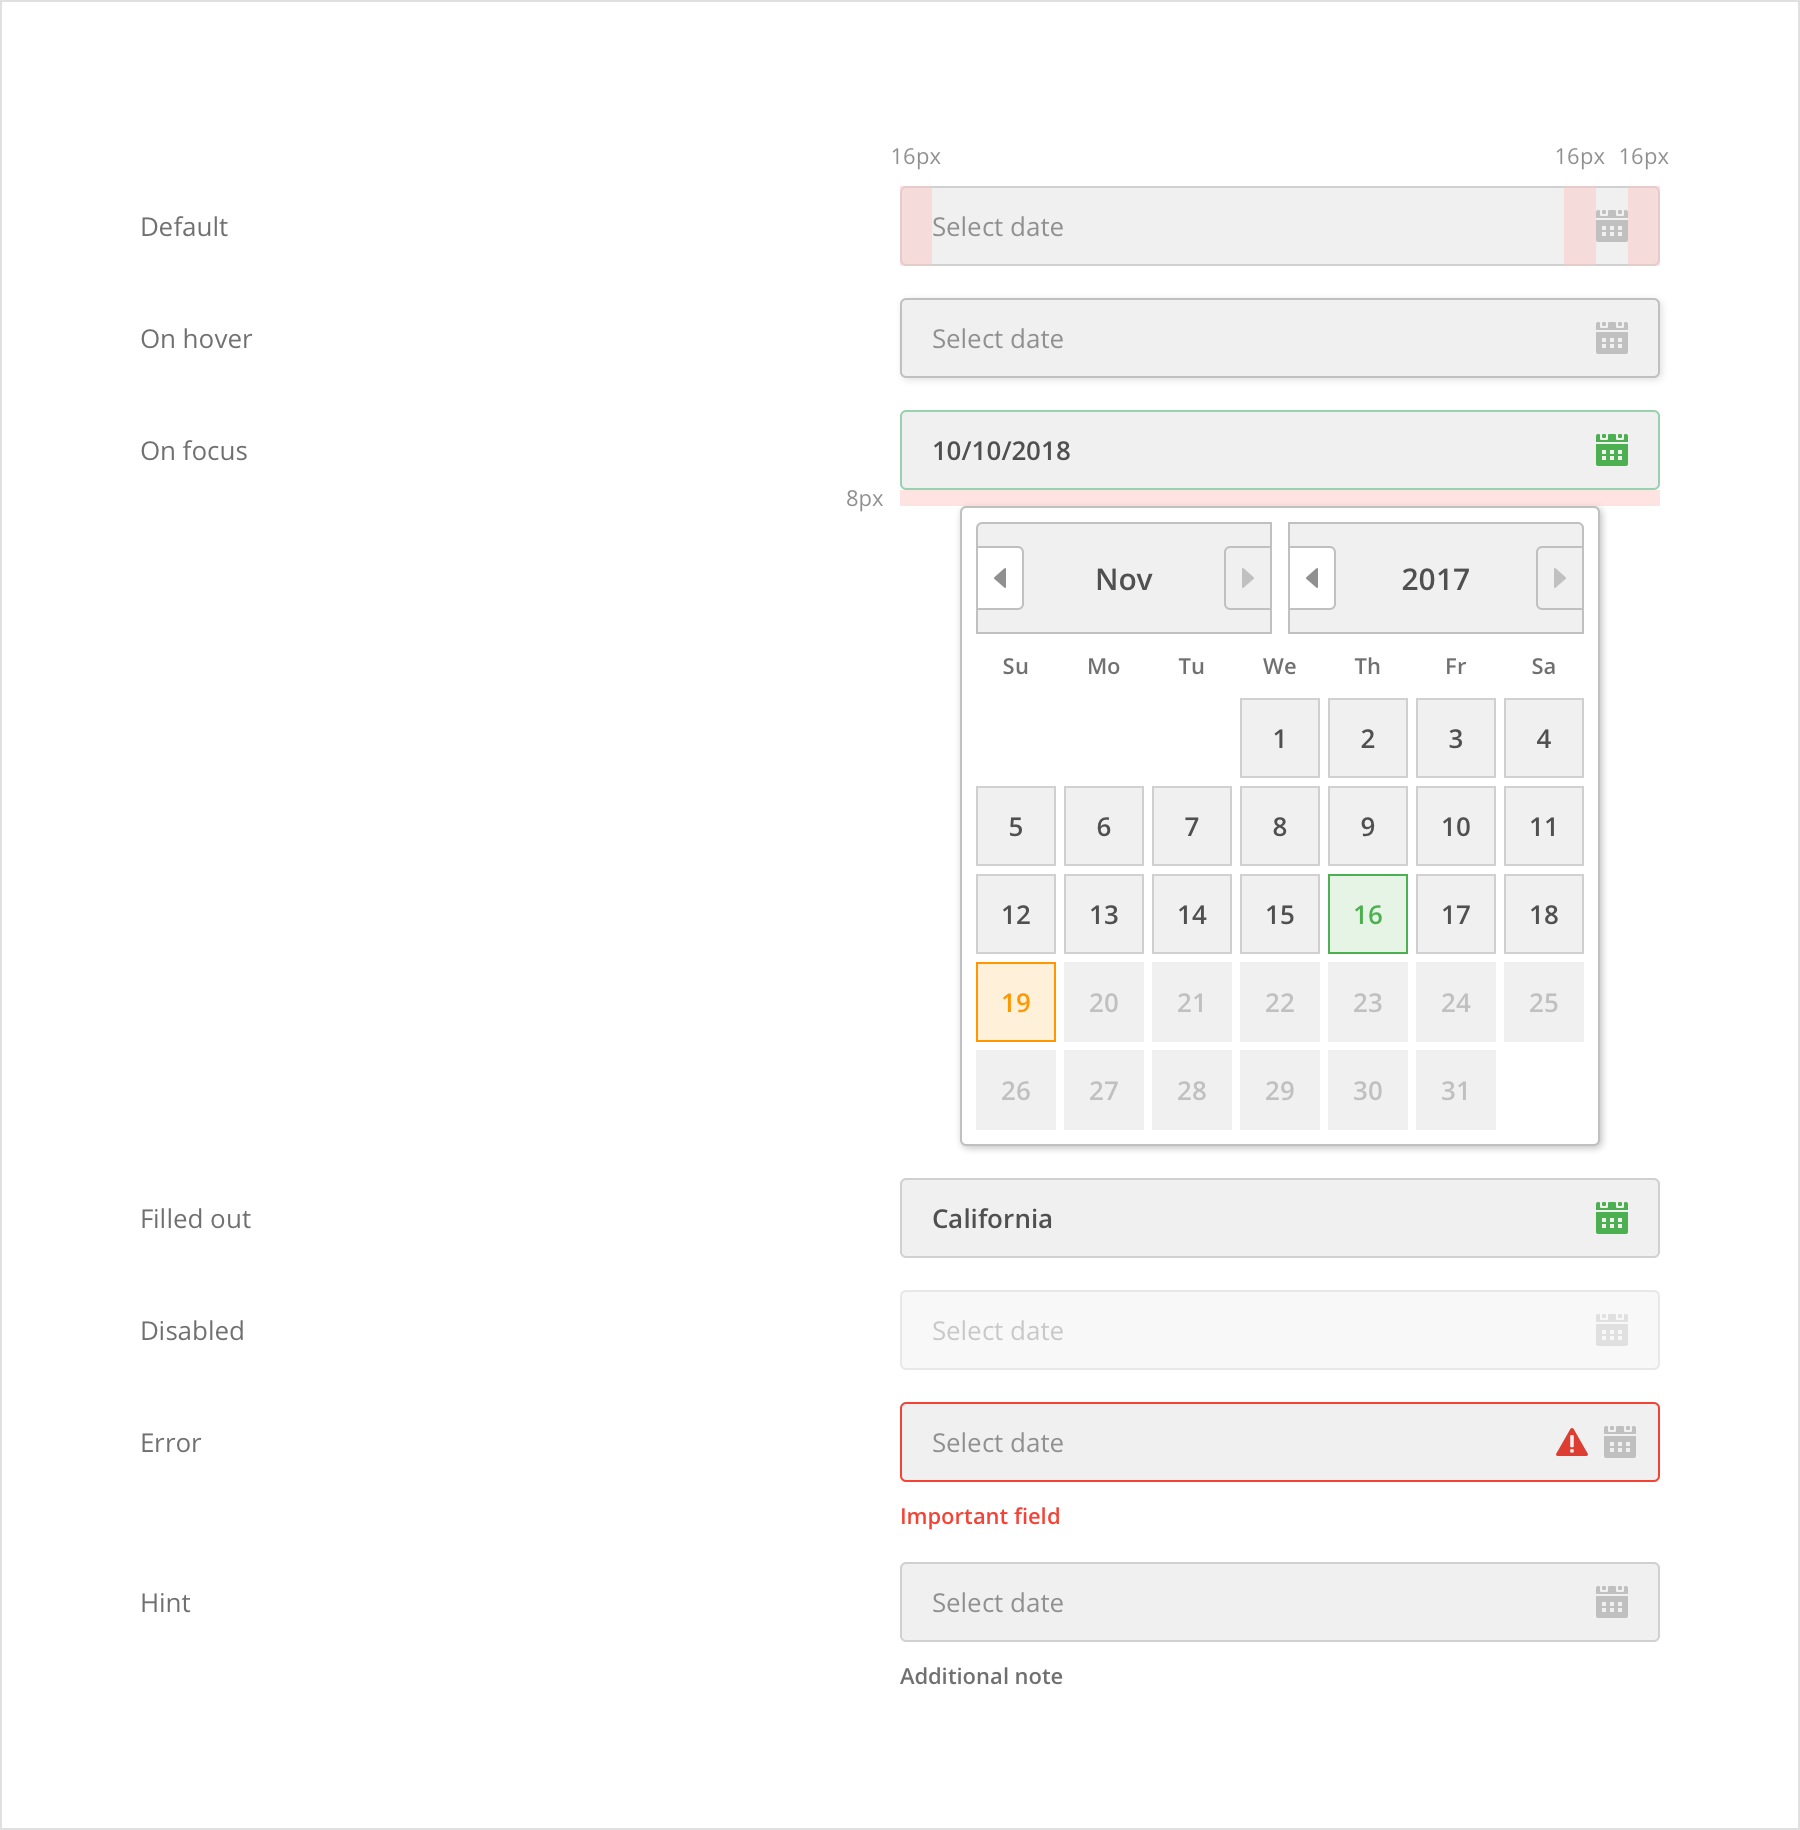 16px 16px 16px
Default Select date
On hover Select date
On focus 10/10/2018
8px
Nov 2017
Su Mo Tu We Th Fr Sa
1 2 3 4
5 6 7 8 9 10 11
12 13 14 15 16 17 18
19 20 21 22 23 24 25
26 27 28 29 30 31
Filled out California
Disabled Select date
Error Select date
Important field
Hint Select date
Additional note